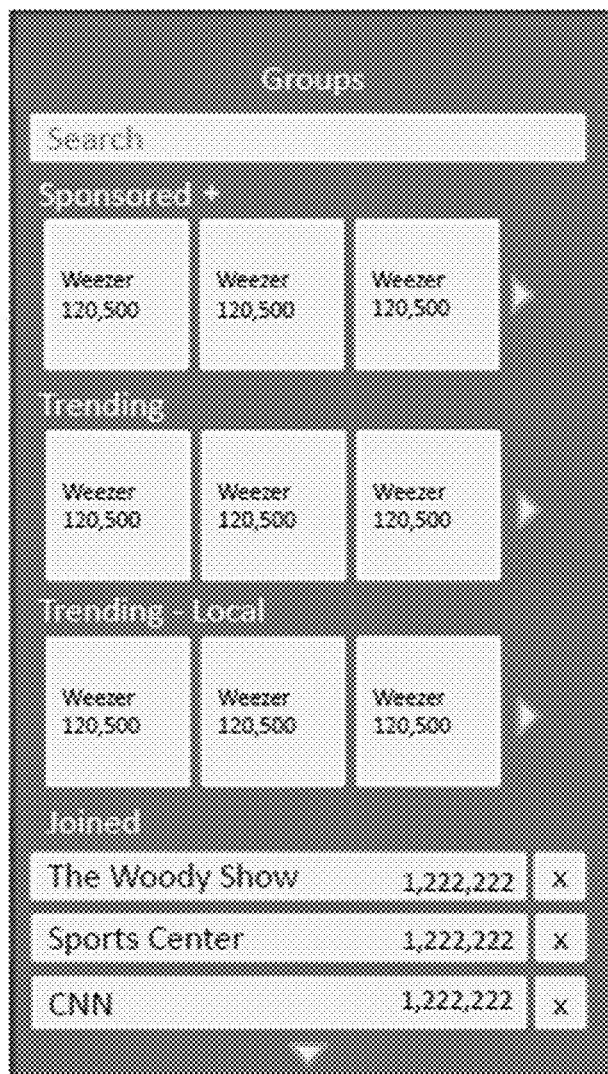 Groups
Search
Sponsored +
Weezer Weezer Weezer
120,500 120,500 120,500
Trending
Weezer Weezer Weezer
120,500 120,500 120,500
Trending - Local
Weezer Weezer Weezer
120,500 120,500 120,500
Joined
The Woody Show 1,222,222 x
Sports Center 1,222,222 x
CNN 1,222,222 x